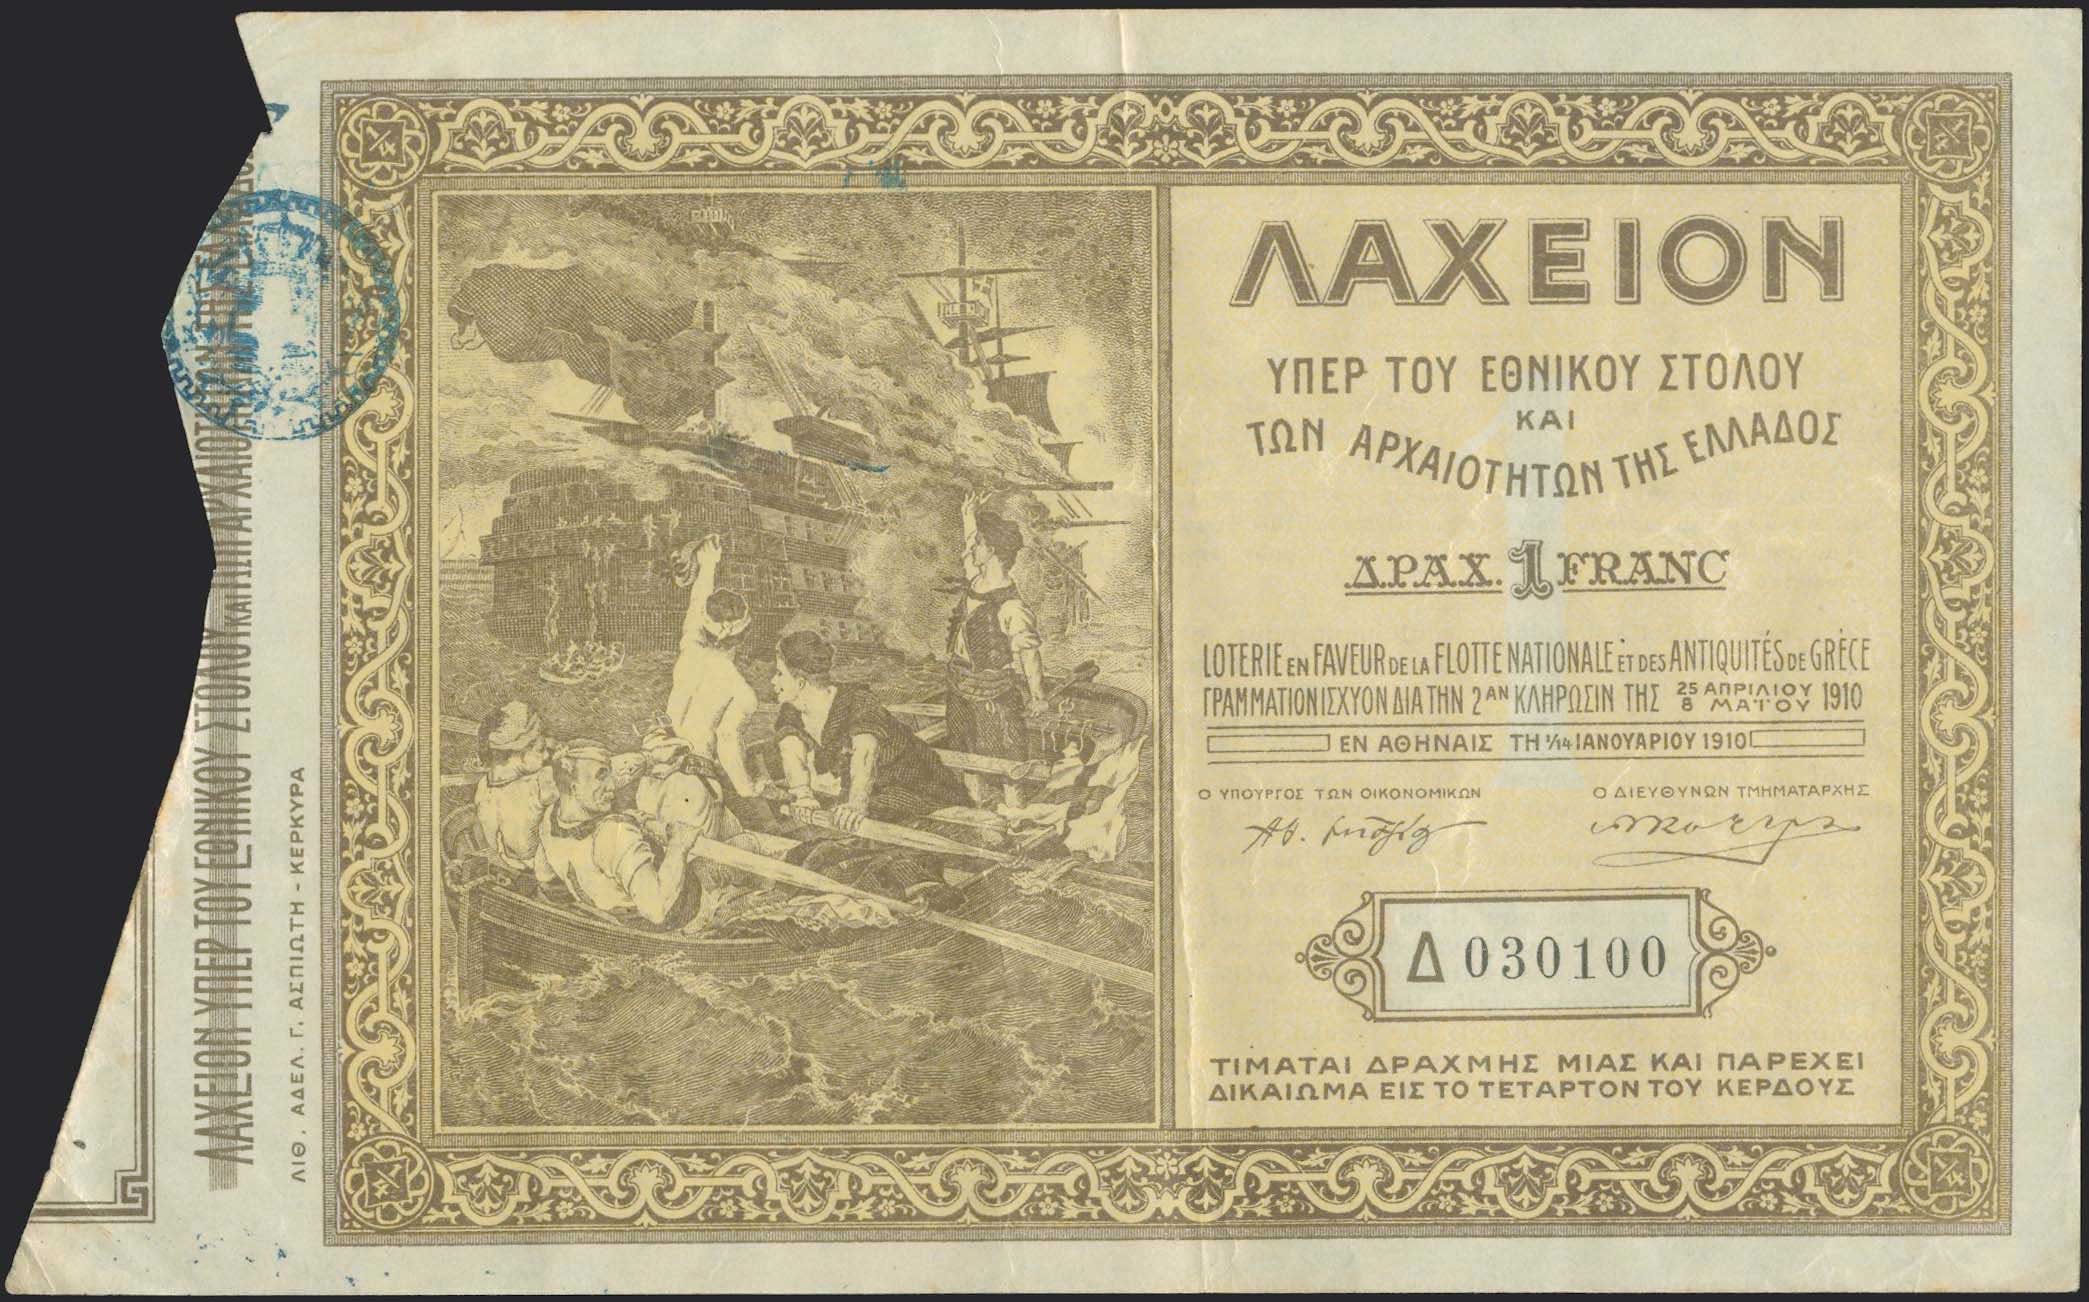 ΛΑΧΕΙΟΝ
ΥΠΕΡ ΤΟΥ ΕΘΝΙΚΟΥ ΣΤΟΛΟΥ
ΚΑΙ
ΤΩΝ ΑΡΧΑΙΟΤΗΤΩΝ ΤΗΣ ΕΛΛΑΔΟΣ
ΔΡΑΧ. 1 FRANC
LOTERIE EN FAVEUR DE LA FLOTTE NATIONALE ET DES ANTIQUITÉS DE GRÈCE
ΓΡΑΜΜΑΤΙΟΝ ΙΣΧΥΟΝ ΔΙΑ ΤΗΝ 2ΑΝ ΚΛΗΡΩΣΙΝ ΤΗΣ 25 ΑΠΡΙΛΙΟΥ / 8 ΜΑΪΟΥ 1910
ΕΝ ΑΘΗΝΑΙΣ ΤΗ 1/14 ΙΑΝΟΥΑΡΙΟΥ 1910
Ο ΥΠΟΥΡΓΟΣ ΤΩΝ ΟΙΚΟΝΟΜΙΚΩΝ
Ο ΔΙΕΥΘΥΝΩΝ ΤΜΗΜΑΤΑΡΧΗΣ
Δ 030100
ΤΙΜΑΤΑΙ ΔΡΑΧΜΗΣ ΜΙΑΣ ΚΑΙ ΠΑΡΕΧΕΙ
ΔΙΚΑΙΩΜΑ ΕΙΣ ΤΟ ΤΕΤΑΡΤΟΝ ΤΟΥ ΚΕΡΔΟΥΣ
ΛΑΧΕΙΟΝ ΥΠΕΡ ΤΟΥ ΕΘΝΙΚΟΥ ΣΤΟΛΟΥ ΚΑΙ
ΛΙΘ. ΑΔΕΛ. Γ. ΑΣΠΙΩΤΗ - ΚΕΡΚΥΡΑ